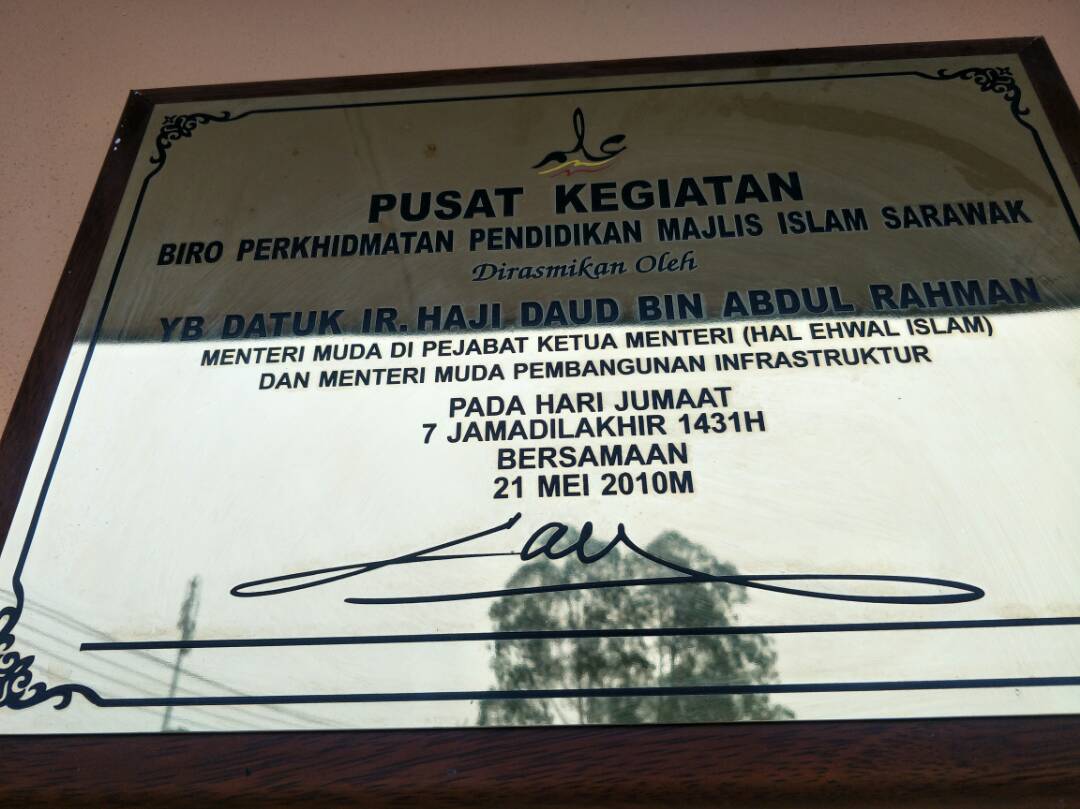 PUSAT KEGIATAN
BIRO PERKHIDMATAN PENDIDIKAN MAJLIS ISLAM SARAWAK
Dirasmikan Oleh
YB DATUK IR. HAJI DAUD BIN ABDUL RAHMAN
MENTERI MUDA DI PEJABAT KETUA MENTERI (HAL EHWAL ISLAM)
DAN MENTERI MUDA PEMBANGUNAN INFRASTRUKTUR
PADA HARI JUMAAT
7 JAMADILAKHIR 1431H
BERSAMAAN
21 MEI 2010M